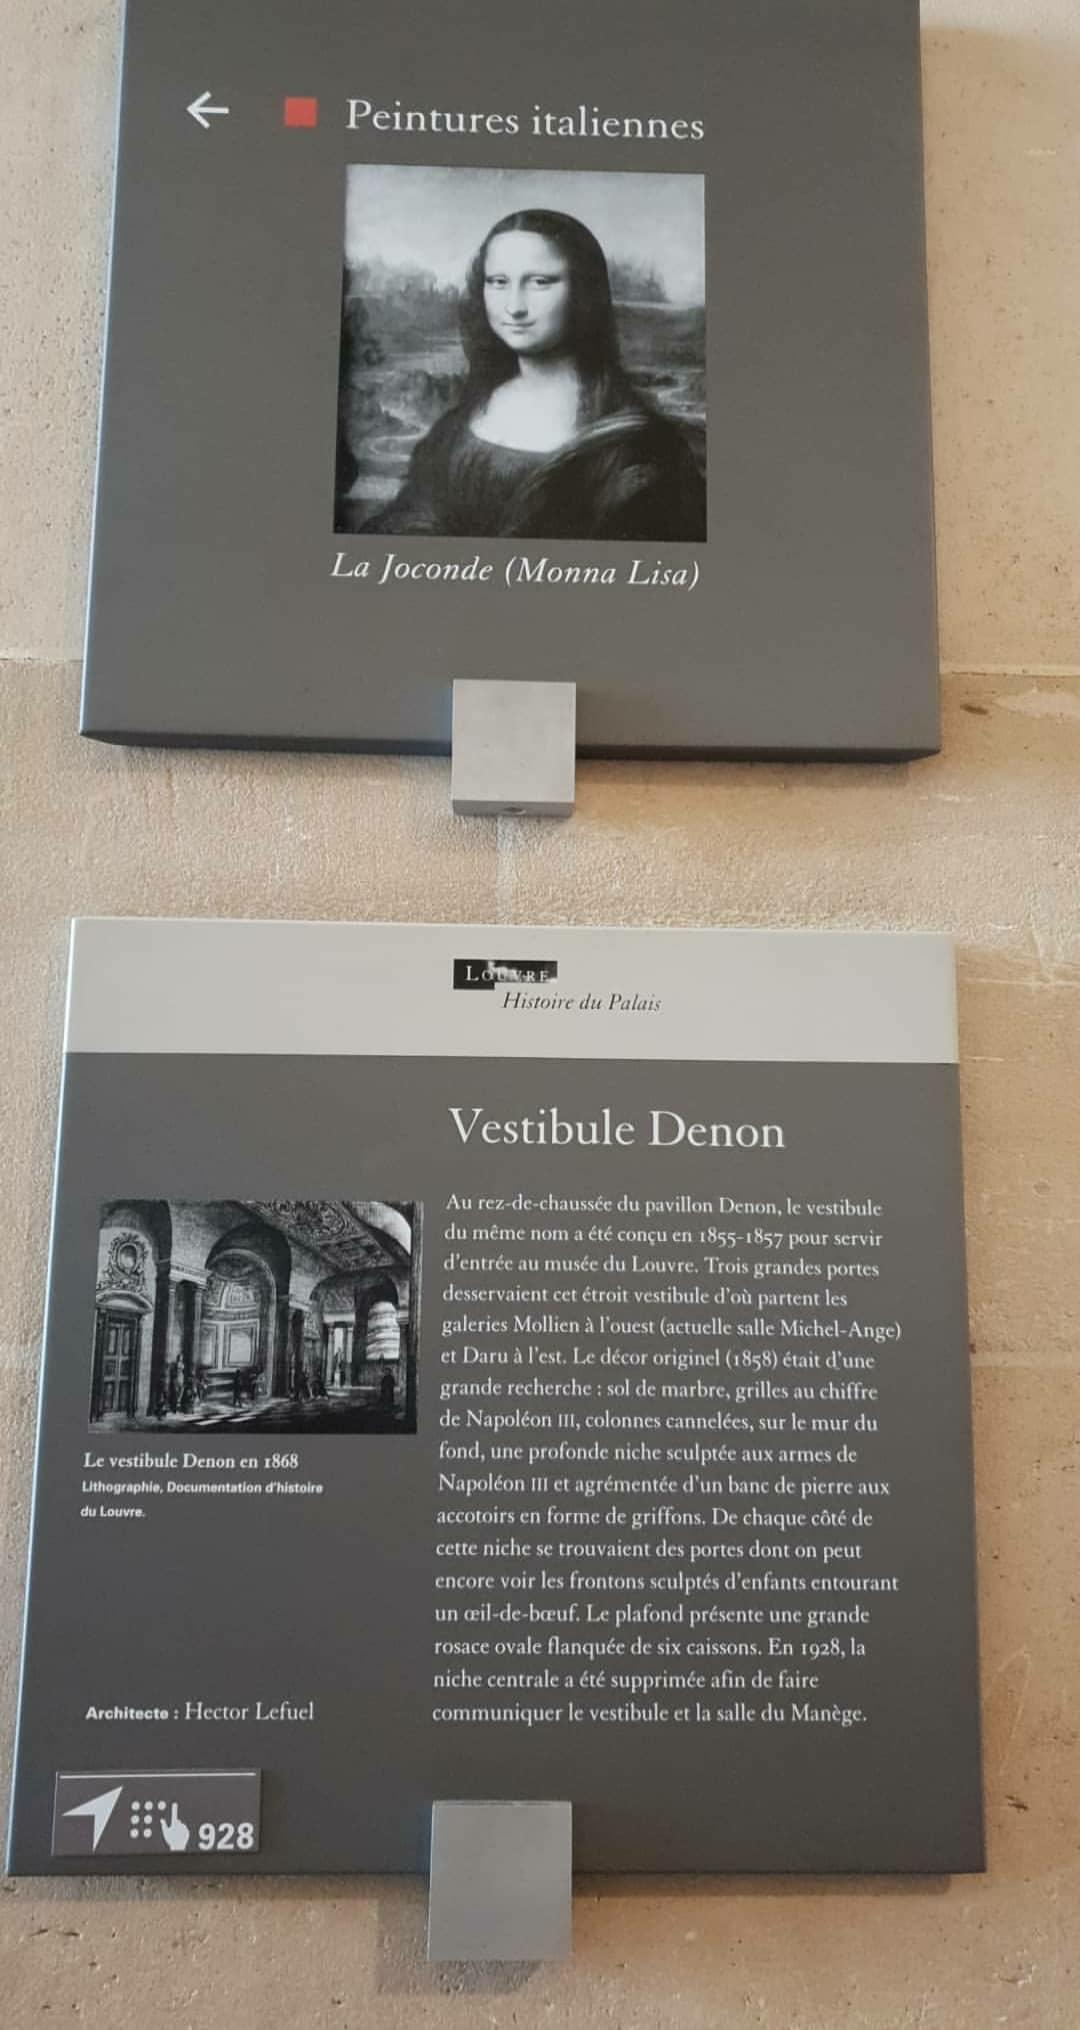 ← Peintures italiennes
La Joconde (Monna Lisa)
LOUVRE
Histoire du Palais
Vestibule Denon
Au rez-de-chaussée du pavillon Denon, le vestibule
du même nom a été conçu en 1855-1857 pour servir
d'entrée au musée du Louvre. Trois grandes portes
desservaient cet étroit vestibule d'où partent les
galeries Mollien à l'ouest (actuelle salle Michel-Ange)
et Daru à l'est. Le décor originel (1858) était d'une
grande recherche : sol de marbre, grilles au chiffre
de Napoléon III, colonnes cannelées, sur le mur du
fond, une profonde niche sculptée aux armes de
Napoléon III et agrémentée d'un banc de pierre aux
accotoirs en forme de griffons. De chaque côté de
cette niche se trouvaient des portes dont on peut
encore voir les frontons sculptés d'enfants entourant
un œil-de-bœuf. Le plafond présente une grande
rosace ovale flanquée de six caissons. En 1928, la
niche centrale a été supprimée afin de faire
communiquer le vestibule et la salle du Manège.
Le vestibule Denon en 1868
Lithographie, Documentation d'histoire
du Louvre.
Architecte : Hector Lefuel
928